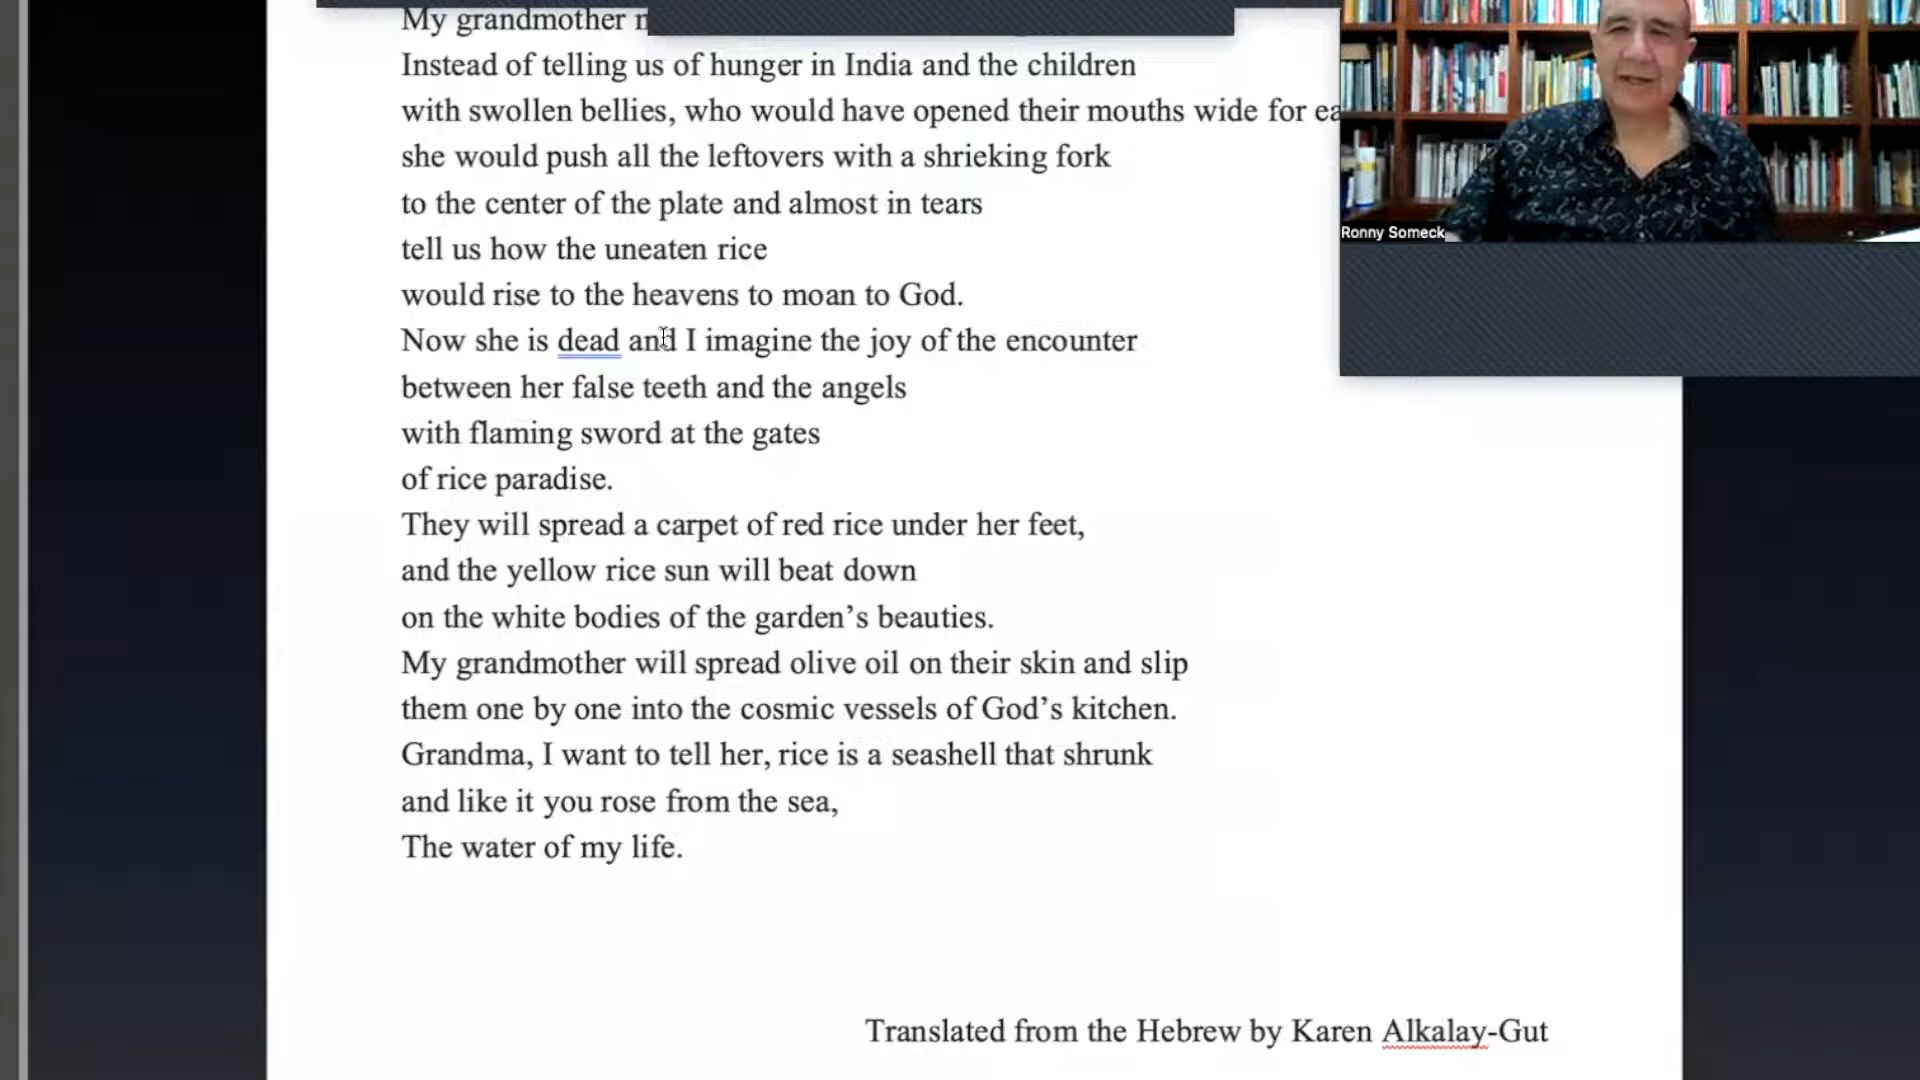 My grandmother
Instead of telling us of hunger in India and the children
with swollen bellies, who would have opened their mouths wide for
she would push all the leftovers with a shrieking fork
to the center of the plate and almost in tears
tell us how the uneaten rice
would rise to the heavens to moan to God.
Now she is dead and I imagine the joy of the encounter
between her false teeth and the angels
with flaming sword at the gates
of rice paradise.
They will spread a carpet of red rice under her feet,
and the yellow rice sun will beat down
on the white bodies of the garden’s beauties.
My grandmother will spread olive oil on their skin and slip
them one by one into the cosmic vessels of God’s kitchen.
Grandma, I want to tell her, rice is a seashell that shrunk
and like it you rose from the sea,
The water of my life.
Translated from the Hebrew by Karen Alkalay-Gut
Ronny Someck